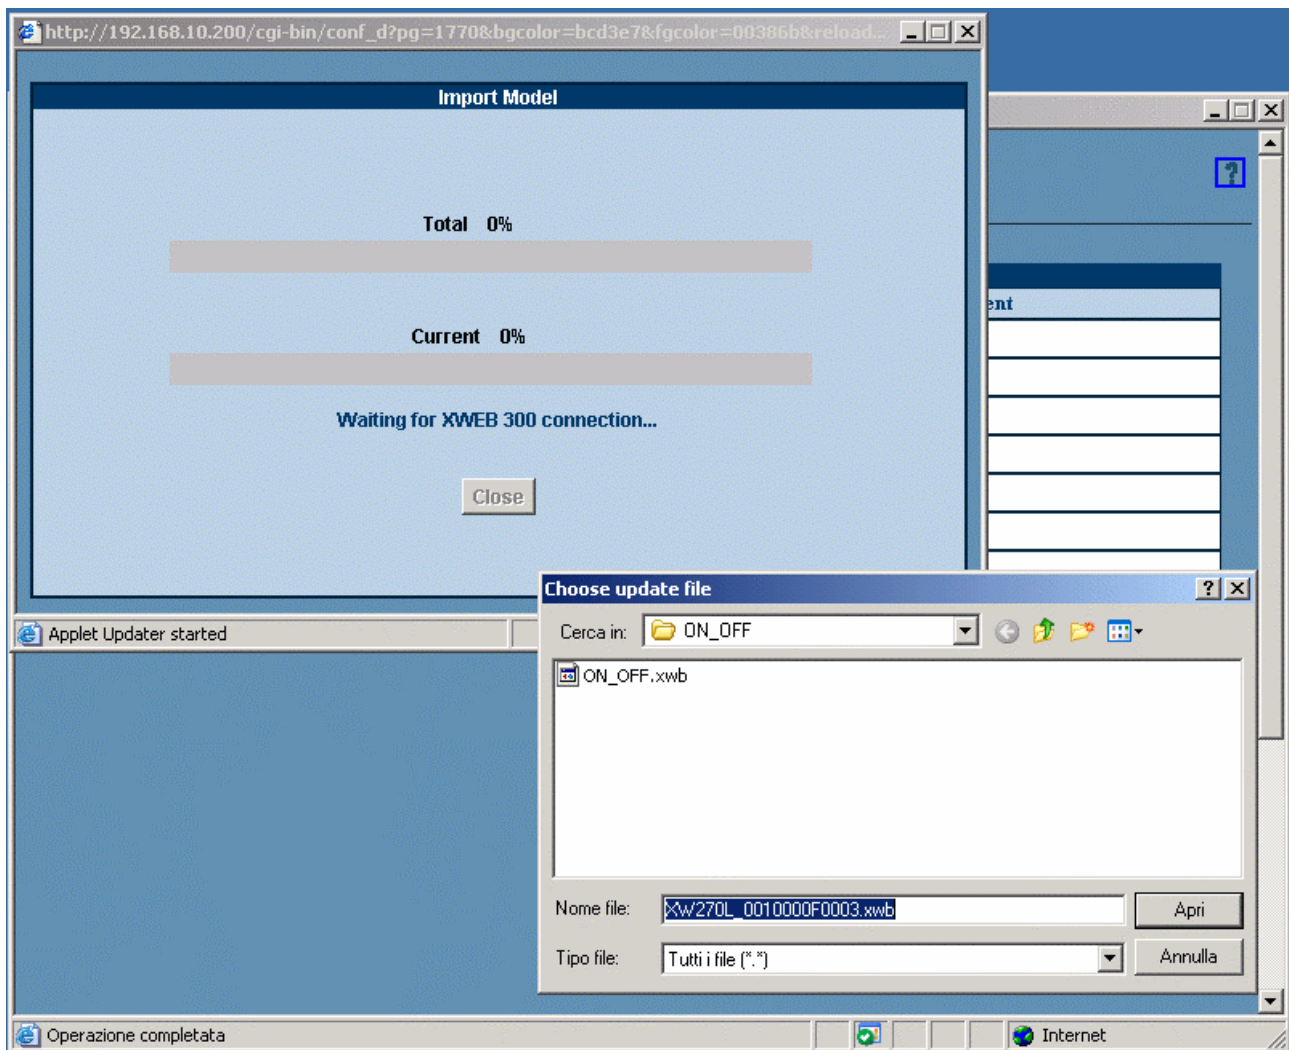 http://192.168.10.200/cgi-bin/conf_d?pg=1770&bgcolor=bcd3e7&fgcolor=00386b&reload...
Import Model
Total 0%
Current 0%
Waiting for XWEB 300 connection...
Close
Applet Updater started
?
ent
Choose update file
Cerca in: ON_OFF
ON_OFF.xwb
Nome file: XW270L_0010000F0003.xwb
Apri
Tipo file: Tutti i file (*.*)
Annulla
Operazione completata
Internet